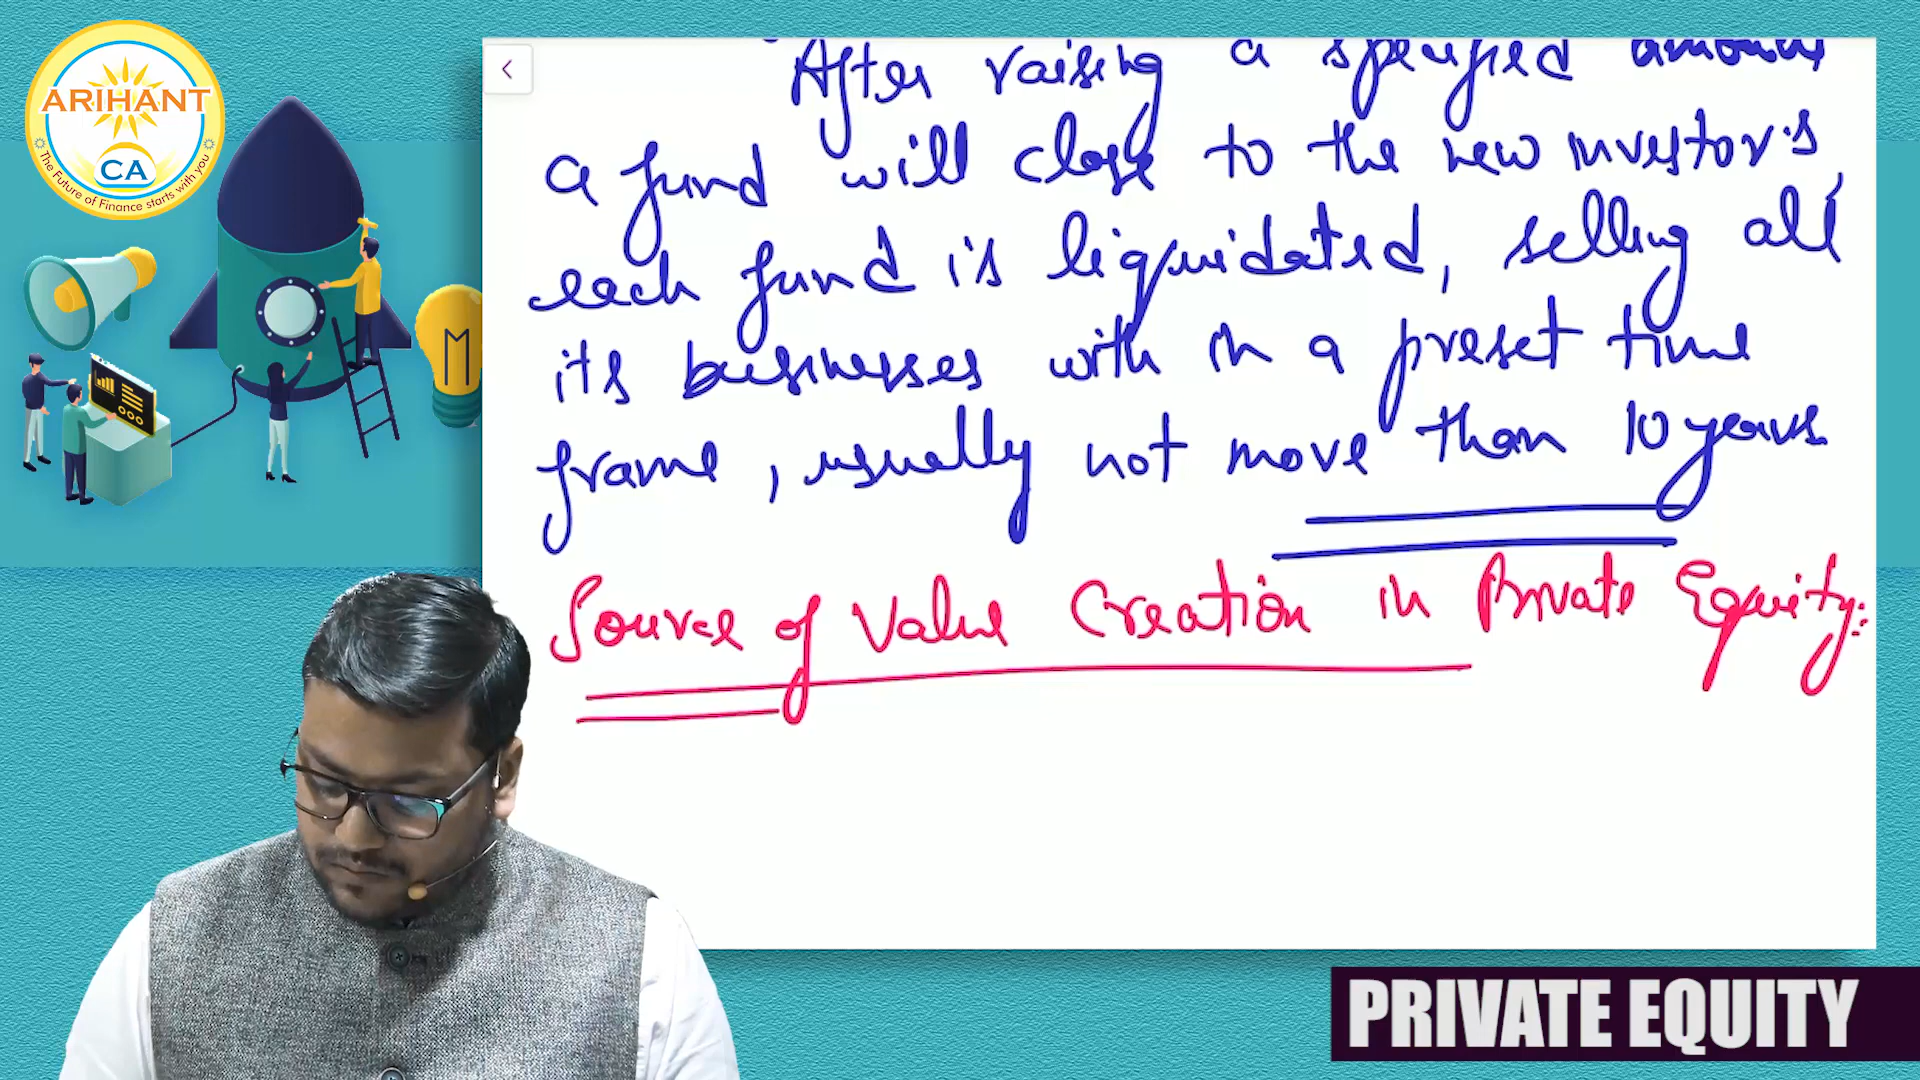 ARIHANT
CA
The Future of Finance starts with you
After raising a specified amount
a fund will close to the new investor's
each fund is liquidated, selling all
its businesses with in a preset time
frame, usually not more than 10 years
Source of Value Creation in Private Equity:
PRIVATE EQUITY